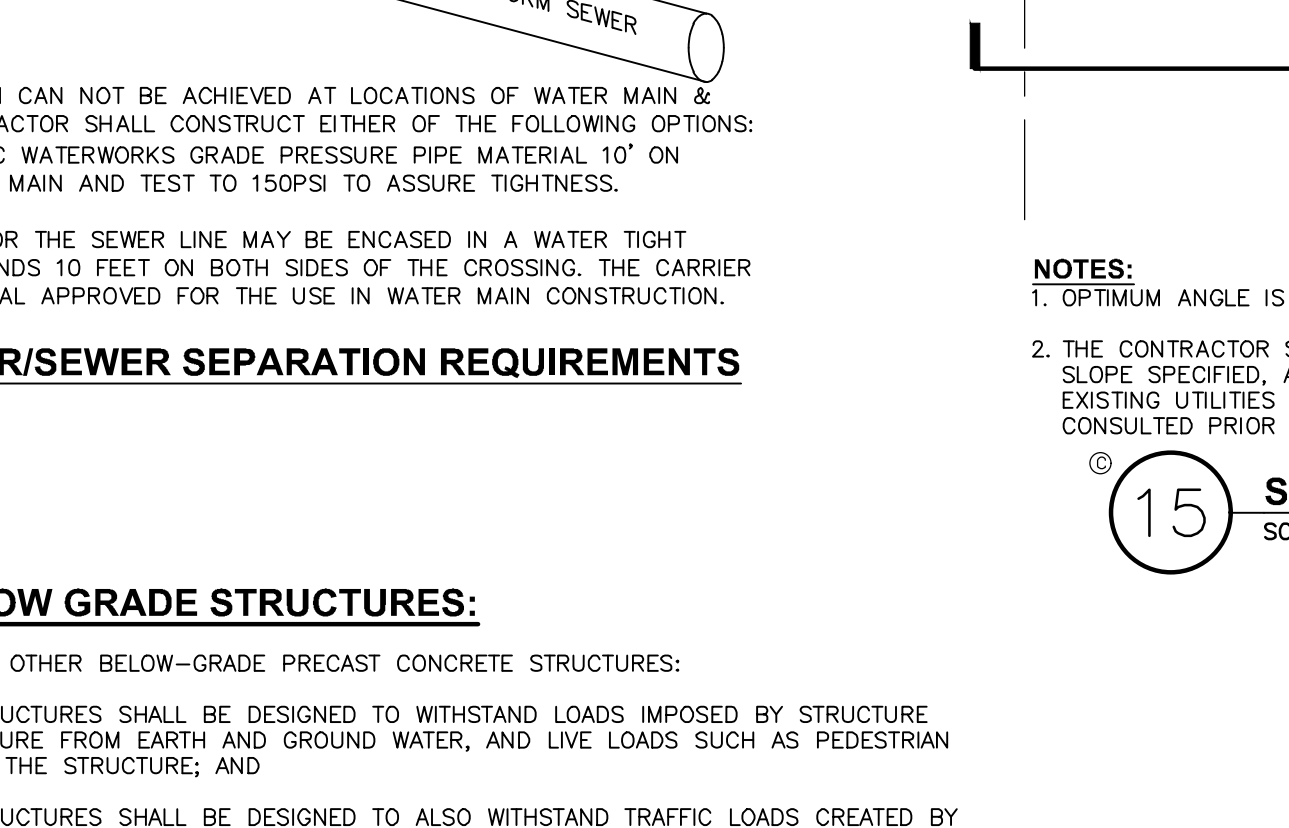 SEWER
CAN NOT BE ACHIEVED AT LOCATIONS OF WATER MAIN &
ACTOR SHALL CONSTRUCT EITHER OF THE FOLLOWING OPTIONS:
C WATERWORKS GRADE PRESSURE PIPE MATERIAL 10' ON
MAIN AND TEST TO 150PSI TO ASSURE TIGHTNESS.
OR THE SEWER LINE MAY BE ENCASED IN A WATER TIGHT
NDS 10 FEET ON BOTH SIDES OF THE CROSSING. THE CARRIER
AL APPROVED FOR THE USE IN WATER MAIN CONSTRUCTION.
R/SEWER SEPARATION REQUIREMENTS
OW GRADE STRUCTURES:
OTHER BELOW-GRADE PRECAST CONCRETE STRUCTURES:
UCTURES SHALL BE DESIGNED TO WITHSTAND LOADS IMPOSED BY STRUCTURE
URE FROM EARTH AND GROUND WATER, AND LIVE LOADS SUCH AS PEDESTRIAN
THE STRUCTURE; AND
UCTURES SHALL BE DESIGNED TO ALSO WITHSTAND TRAFFIC LOADS CREATED BY
NOTES:
1. OPTIMUM ANGLE IS
2. THE CONTRACTOR S
SLOPE SPECIFIED, A
EXISTING UTILITIES
CONSULTED PRIOR
©
15
S
SC